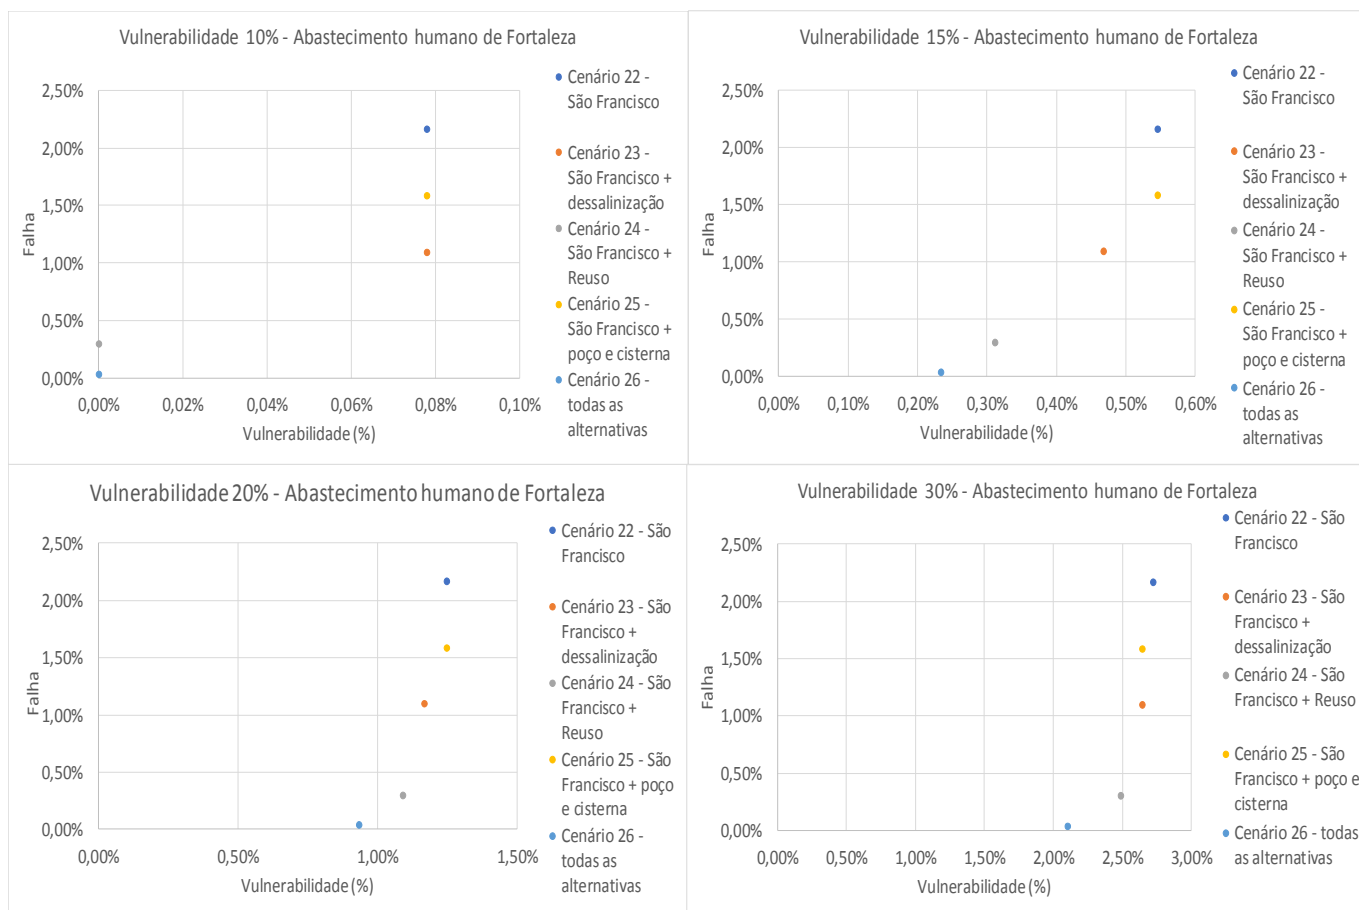 Vulnerabilidade 10% - Abastecimento humano de Fortaleza
2,50%
2,00%
1,50%
1,00%
0,50%
0,00%
Falha
0,00% 0,02% 0,04% 0,06% 0,08% 0,10%
Vulnerabilidade (%)
Cenário 22 -
São Francisco
Cenário 23 -
São Francisco +
dessalinização
Cenário 24 -
São Francisco +
Reuso
Cenário 25 -
São Francisco +
poço e cisterna
Cenário 26 -
todas as
alternativas
Vulnerabilidade 15% - Abastecimento humano de Fortaleza
2,50%
2,00%
1,50%
1,00%
0,50%
0,00%
Falha
0,00% 0,10% 0,20% 0,30% 0,40% 0,50% 0,60%
Vulnerabilidade (%)
Cenário 22 -
São Francisco
Cenário 23 -
São Francisco +
dessalinização
Cenário 24 -
São Francisco +
Reuso
Cenário 25 -
São Francisco +
poço e cisterna
Cenário 26 -
todas as
alternativas
Vulnerabilidade 20% - Abastecimento humano de Fortaleza
2,50%
2,00%
1,50%
1,00%
0,50%
0,00%
Falha
0,00% 0,50% 1,00% 1,50%
Vulnerabilidade (%)
Cenário 22 - São
Francisco
Cenário 23 - São
Francisco +
dessalinização
Cenário 24 - São
Francisco +
Reuso
Cenário 25 - São
Francisco + poço
e cisterna
Cenário 26 -
todas as
alternativas
Vulnerabilidade 30% - Abastecimento humano de Fortaleza
2,50%
2,00%
1,50%
1,00%
0,50%
0,00%
Falha
0,00% 0,50% 1,00% 1,50% 2,00% 2,50% 3,00%
Vulnerabilidade (%)
Cenário 22 - São
Francisco
Cenário 23 - São
Francisco +
dessalinização
Cenário 24 - São
Francisco + Reuso
Cenário 25 - São
Francisco + poço e
cisterna
Cenário 26 - todas
as alternativas